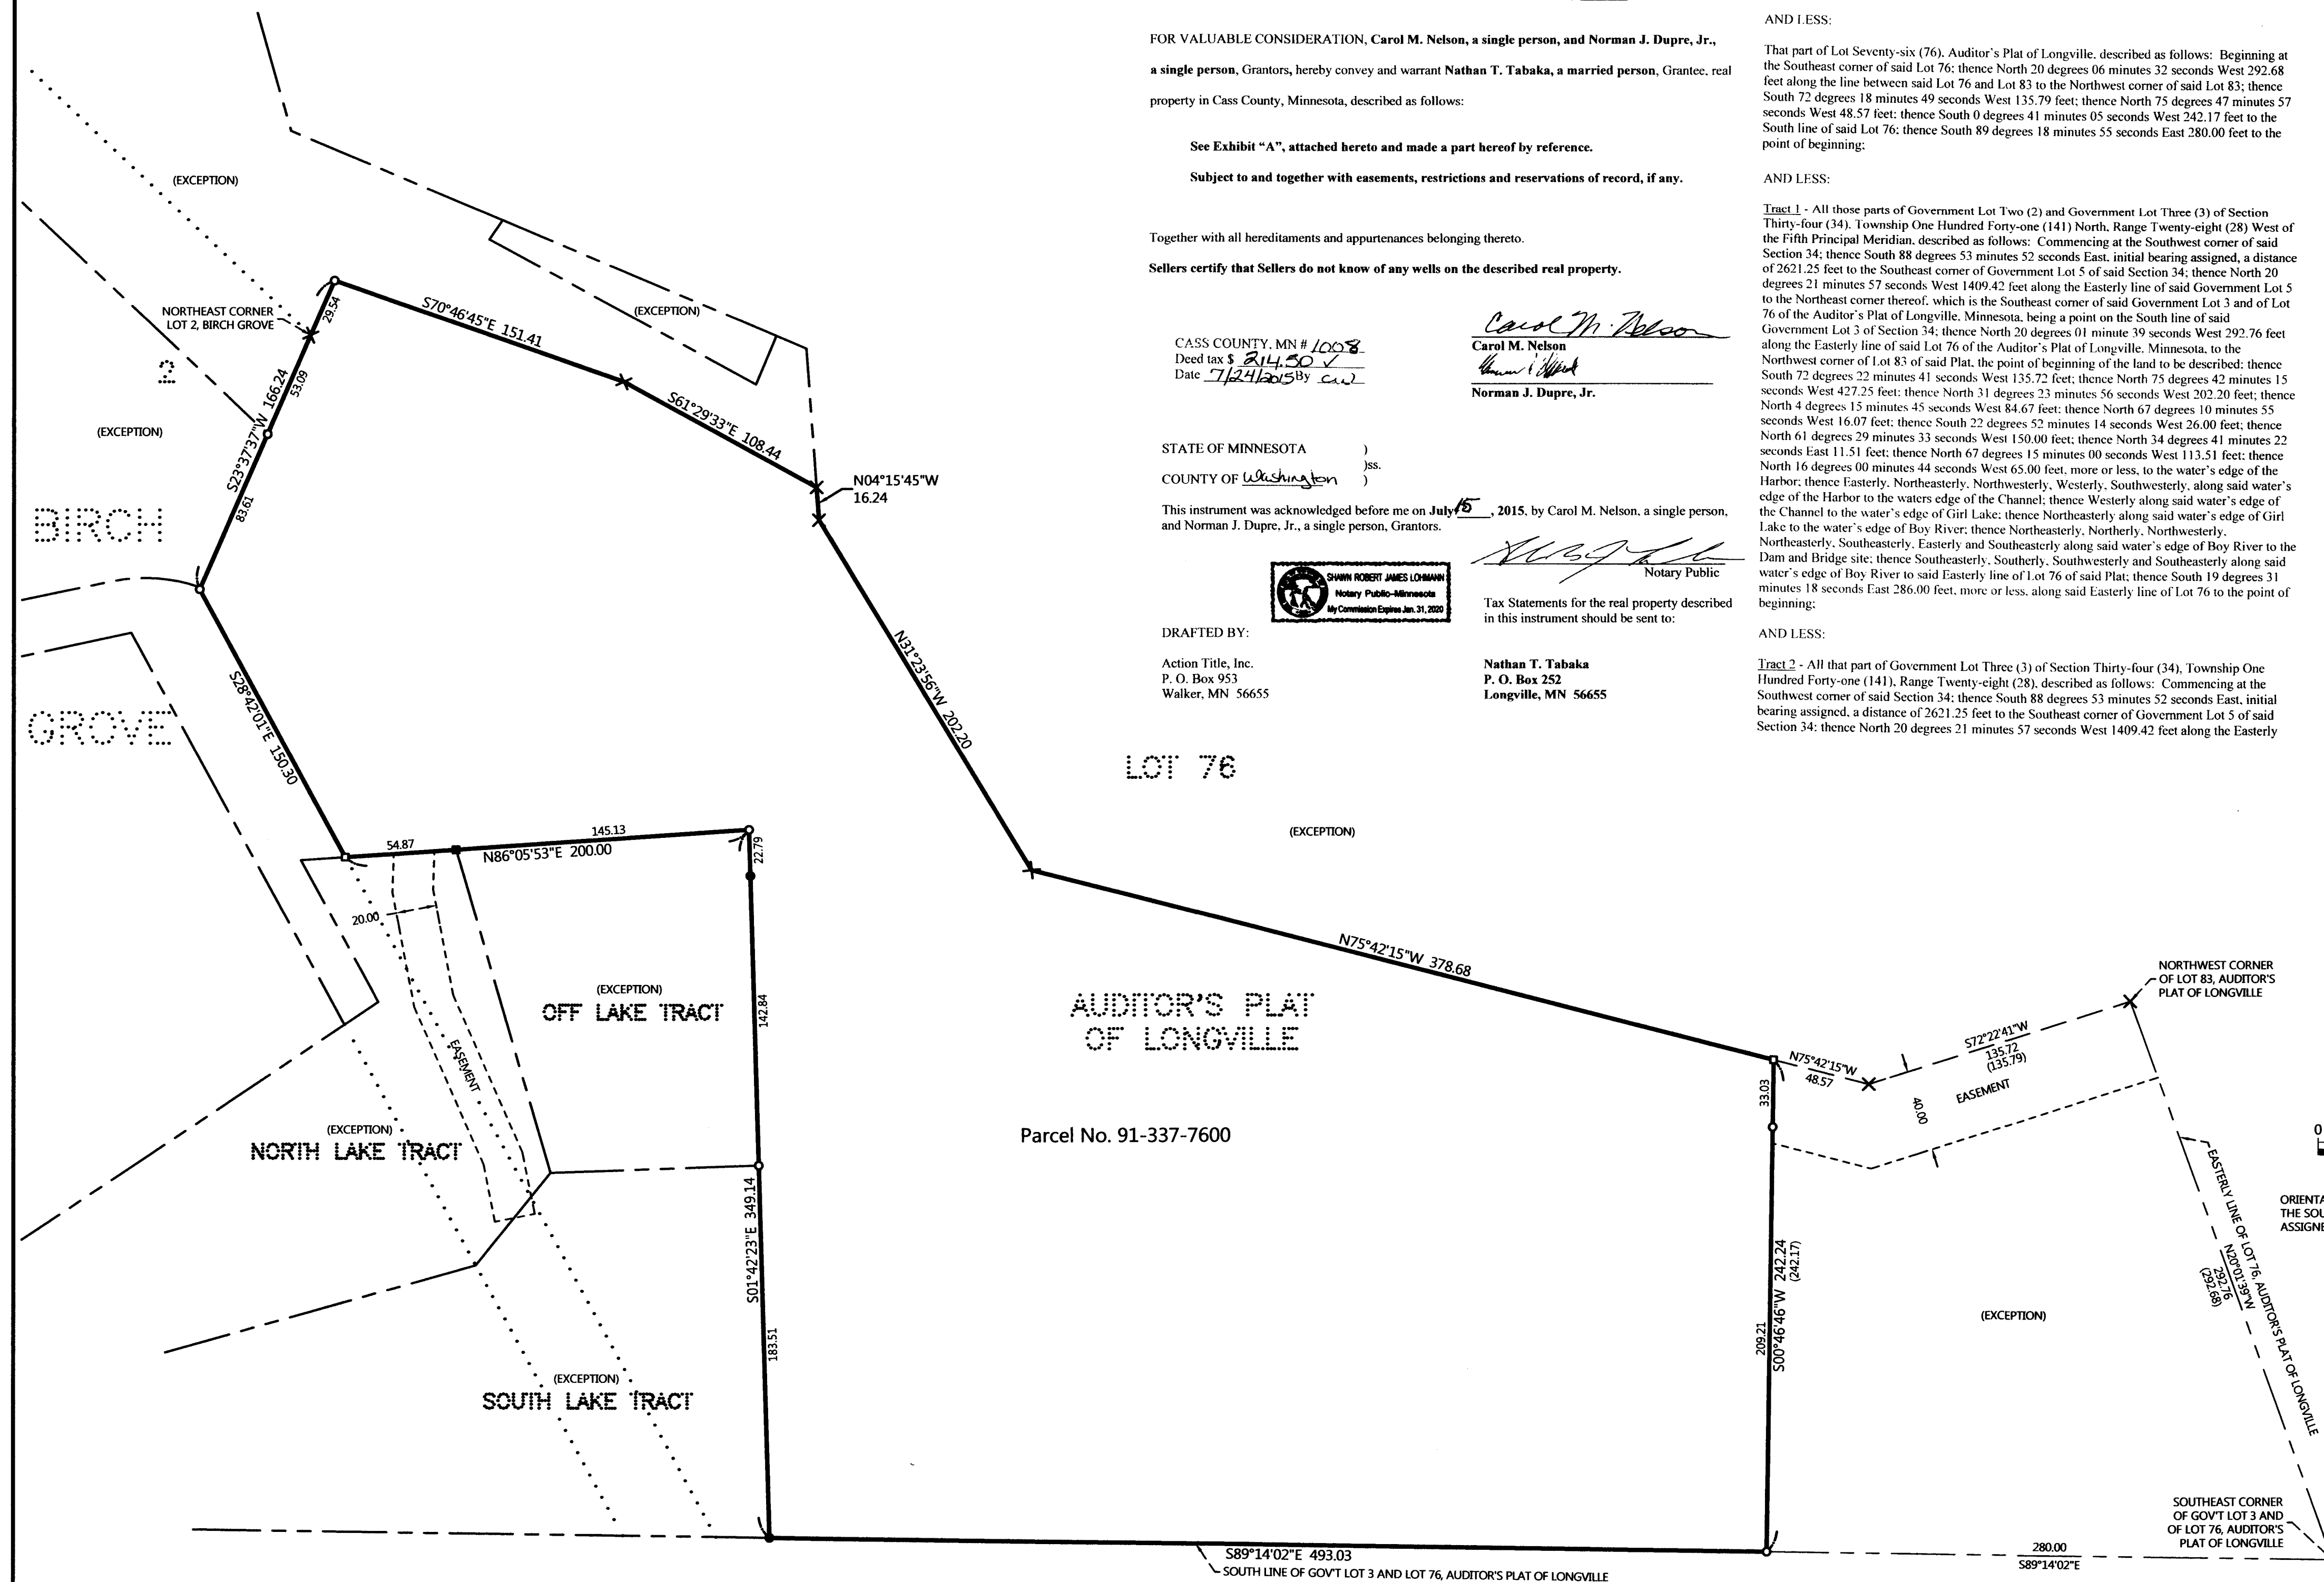 FOR VALUABLE CONSIDERATION, Carol M. Nelson, a single person, and Norman J. Dupre, Jr.,
a single person, Grantors, hereby convey and warrant Nathan T. Tabaka, a married person, Grantee, real
property in Cass County, Minnesota, described as follows:
See Exhibit “A”, attached hereto and made a part hereof by reference.
Subject to and together with easements, restrictions and reservations of record, if any.
Together with all hereditaments and appurtenances belonging thereto.
Sellers certify that Sellers do not know of any wells on the described real property.
CASS COUNTY, MN # 1008
Deed tax $ 214.50 ✓
Date 7/24/2015 By
Carol M. Nelson
Carol M. Nelson
Norman J. Dupre, Jr.
STATE OF MINNESOTA )
)ss.
COUNTY OF Washington )
This instrument was acknowledged before me on July 15, 2015, by Carol M. Nelson, a single person,
and Norman J. Dupre, Jr., a single person, Grantors.
SHAWN ROBERT JAMES LOHMANN
Notary Public-Minnesota
My Commission Expires Jan. 31, 2020
Notary Public
Tax Statements for the real property described
in this instrument should be sent to:
DRAFTED BY:
Action Title, Inc.
P. O. Box 953
Walker, MN 56655
Nathan T. Tabaka
P. O. Box 252
Longville, MN 56655
AND LESS:
That part of Lot Seventy-six (76), Auditor's Plat of Longville, described as follows: Beginning at
the Southeast corner of said Lot 76; thence North 20 degrees 06 minutes 32 seconds West 292.68
feet along the line between said Lot 76 and Lot 83 to the Northwest corner of said Lot 83; thence
South 72 degrees 18 minutes 49 seconds West 135.79 feet; thence North 75 degrees 47 minutes 57
seconds West 48.57 feet; thence South 0 degrees 41 minutes 05 seconds West 242.17 feet to the
South line of said Lot 76; thence South 89 degrees 18 minutes 55 seconds East 280.00 feet to the
point of beginning;
AND LESS:
Tract 1 - All those parts of Government Lot Two (2) and Government Lot Three (3) of Section
Thirty-four (34), Township One Hundred Forty-one (141) North, Range Twenty-eight (28) West of
the Fifth Principal Meridian, described as follows: Commencing at the Southwest corner of said
Section 34; thence South 88 degrees 53 minutes 52 seconds East, initial bearing assigned, a distance
of 2621.25 feet to the Southeast corner of Government Lot 5 of said Section 34; thence North 20
degrees 21 minutes 57 seconds West 1409.42 feet along the Easterly line of said Government Lot 5
to the Northeast corner thereof, which is the Southeast corner of said Government Lot 3 and of Lot
76 of the Auditor's Plat of Longville, Minnesota, being a point on the South line of said
Government Lot 3 of Section 34; thence North 20 degrees 01 minute 39 seconds West 292.76 feet
along the Easterly line of said Lot 76 of the Auditor's Plat of Longville, Minnesota, to the
Northwest corner of Lot 83 of said Plat, the point of beginning of the land to be described; thence
South 72 degrees 22 minutes 41 seconds West 135.72 feet; thence North 75 degrees 42 minutes 15
seconds West 427.25 feet; thence North 31 degrees 23 minutes 56 seconds West 202.20 feet; thence
North 4 degrees 15 minutes 45 seconds West 84.67 feet; thence North 67 degrees 10 minutes 55
seconds West 16.07 feet; thence South 22 degrees 52 minutes 14 seconds West 26.00 feet; thence
North 61 degrees 29 minutes 33 seconds West 150.00 feet; thence North 34 degrees 41 minutes 22
seconds East 11.51 feet; thence North 67 degrees 15 minutes 00 seconds West 113.51 feet; thence
North 16 degrees 00 minutes 44 seconds West 65.00 feet, more or less, to the water's edge of the
Harbor; thence Easterly, Northeasterly, Northwesterly, Westerly, Southwesterly, along said water's
edge of the Harbor to the waters edge of the Channel; thence Westerly along said water's edge of
the Channel to the water's edge of Girl Lake; thence Northeasterly along said water's edge of Girl
Lake to the water's edge of Boy River; thence Northeasterly, Northerly, Northwesterly,
Northeasterly, Southeasterly, Easterly and Southeasterly along said water's edge of Boy River to the
Dam and Bridge site; thence Southeasterly, Southerly, Southwesterly and Southeasterly along said
water's edge of Boy River to said Easterly line of Lot 76 of said Plat; thence South 19 degrees 31
minutes 18 seconds East 286.00 feet, more or less, along said Easterly line of Lot 76 to the point of
beginning;
AND LESS:
Tract 2 - All that part of Government Lot Three (3) of Section Thirty-four (34), Township One
Hundred Forty-one (141), Range Twenty-eight (28), described as follows: Commencing at the
Southwest corner of said Section 34; thence South 88 degrees 53 minutes 52 seconds East, initial
bearing assigned, a distance of 2621.25 feet to the Southeast corner of Government Lot 5 of said
Section 34; thence North 20 degrees 21 minutes 57 seconds West 1409.42 feet along the Easterly
(EXCEPTION)
NORTHEAST CORNER
LOT 2, BIRCH GROVE
29.54
S70°46'45"E 151.41
(EXCEPTION)
2
(EXCEPTION)
S23°37'37"W 166.24
53.09
83.61
S61°29'33"E 108.44
N04°15'45"W
16.24
BIRCH
GROVE
S28°42'01"E 150.30
N31°23'56"W 202.20
LOT 76
(EXCEPTION)
54.87
145.13
N86°05'53"E 200.00
22.79
20.00
(EXCEPTION)
OFF LAKE TRACT
142.84
EASEMENT
AUDITOR'S PLAT
OF LONGVILLE
N75°42'15"W 378.68
Parcel No. 91-337-7600
(EXCEPTION)
NORTH LAKE TRACT
S01°42'23"E 349.14
183.51
(EXCEPTION)
SOUTH LAKE TRACT
NORTHWEST CORNER
OF LOT 83, AUDITOR'S
PLAT OF LONGVILLE
N75°42'15"W
48.57
S72°22'41"W
135.72
(135.79)
EASEMENT
40.00
33.03
S00°46'46"W 242.24
(242.17)
209.21
(EXCEPTION)
EASTERLY LINE OF LOT 76, AUDITOR'S PLAT OF LONGVILLE
N20°01'39"W
292.76
(292.68)
0
ORIENTA
THE SOU
ASSIGNE
SOUTHEAST CORNER
OF GOV'T LOT 3 AND
OF LOT 76, AUDITOR'S
PLAT OF LONGVILLE
280.00
S89°14'02"E
S89°14'02"E 493.03
SOUTH LINE OF GOV'T LOT 3 AND LOT 76, AUDITOR'S PLAT OF LONGVILLE